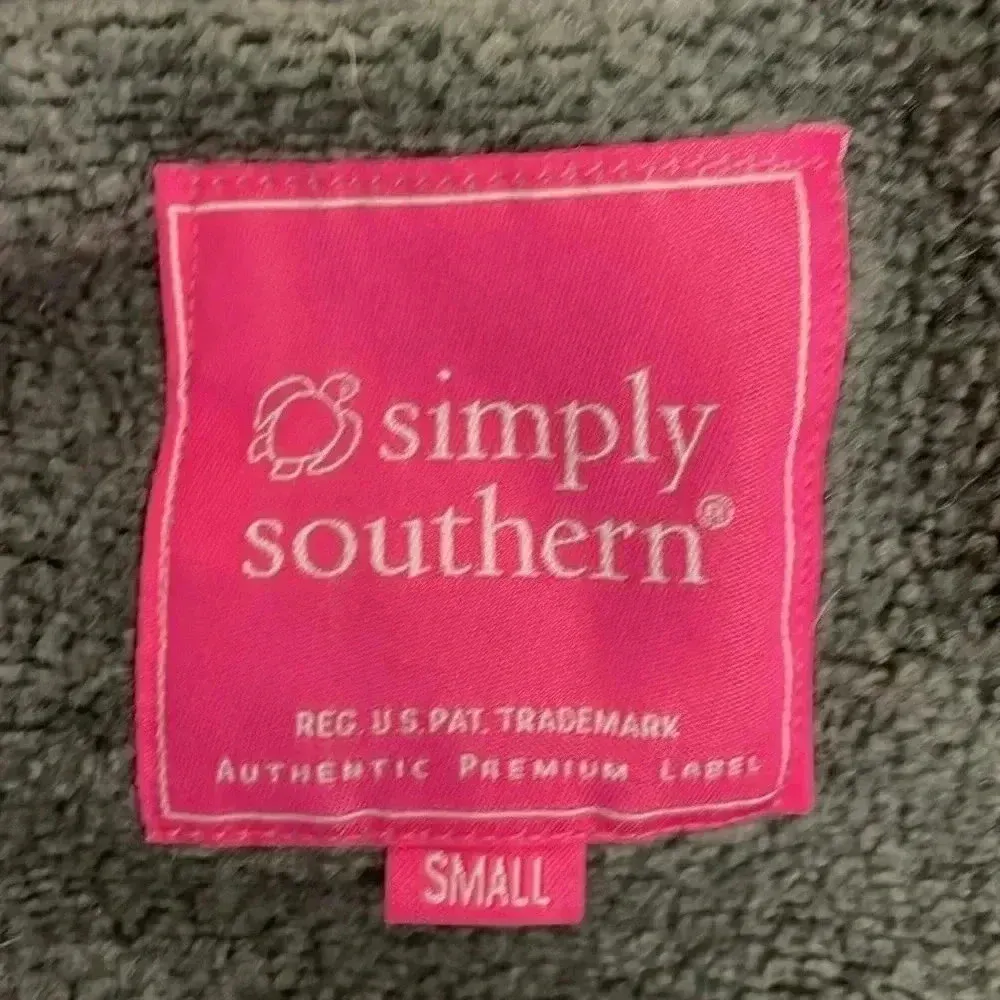 simply
southern®
REG. U.S. PAT. TRADEMARK
AUTHENTIC PREMIUM LABEL
SMALL